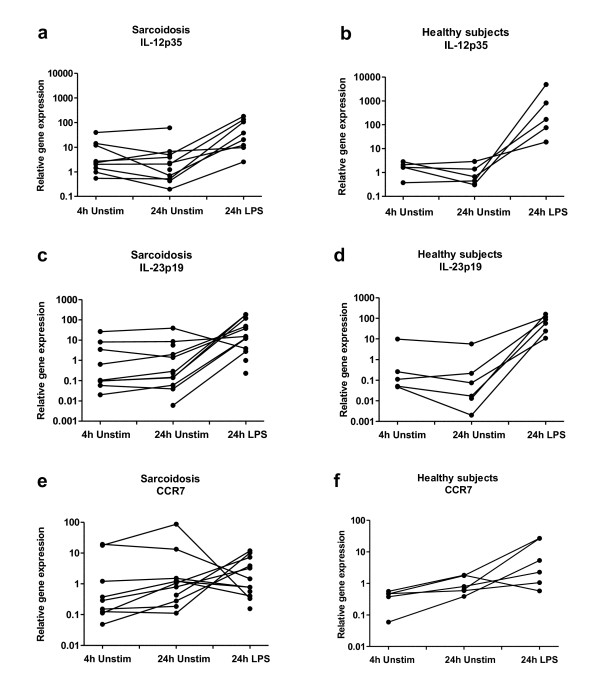 a
Sarcoidosis
IL-12p35
Relative gene expression
10000
1000
100
10
1
0.1
4h Unstim 24h Unstim 24h LPS
b
Healthy subjects
IL-12p35
Relative gene expression
10000
1000
100
10
1
0.1
4h Unstim 24h Unstim 24h LPS
c
Sarcoidosis
IL-23p19
Relative gene expression
1000
100
10
1
0.1
0.01
0.001
4h Unstim 24h Unstim 24h LPS
d
Healthy subjects
IL-23p19
Relative gene expression
1000
100
10
1
0.1
0.01
0.001
4h Unstim 24h Unstim 24h LPS
e
Sarcoidosis
CCR7
Relative gene expression
100
10
1
0.1
0.01
4h Unstim 24h Unstim 24h LPS
f
Healthy subjects
CCR7
Relative gene expression
100
10
1
0.1
0.01
4h Unstim 24h Unstim 24h LPS